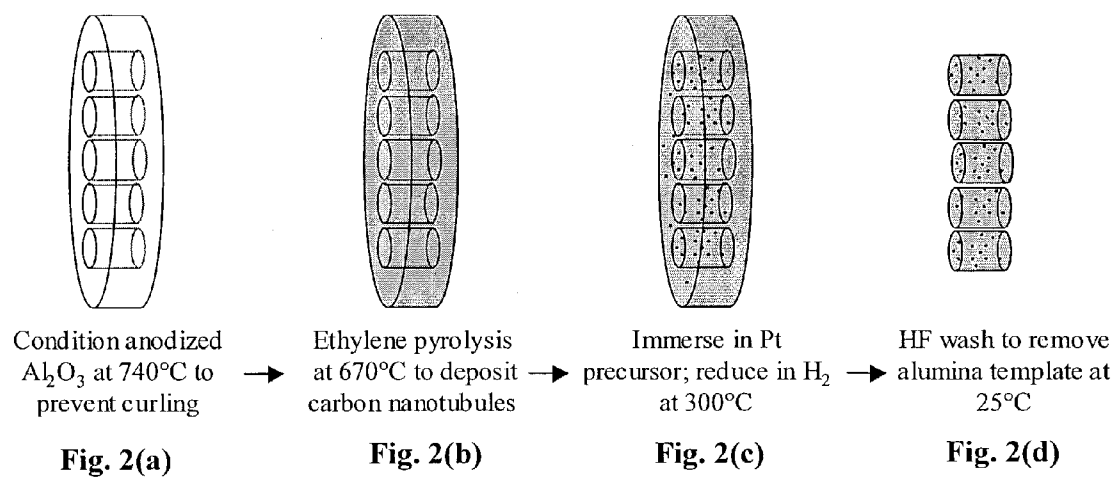 Condition anodized
Al₂O₃ at 740°C to
prevent curling
Fig. 2(a)
Ethylene pyrolysis
at 670°C to deposit
carbon nanotubules
Fig. 2(b)
Immerse in Pt
precursor; reduce in H₂
at 300°C
Fig. 2(c)
HF wash to remove
alumina template at
25°C
Fig. 2(d)